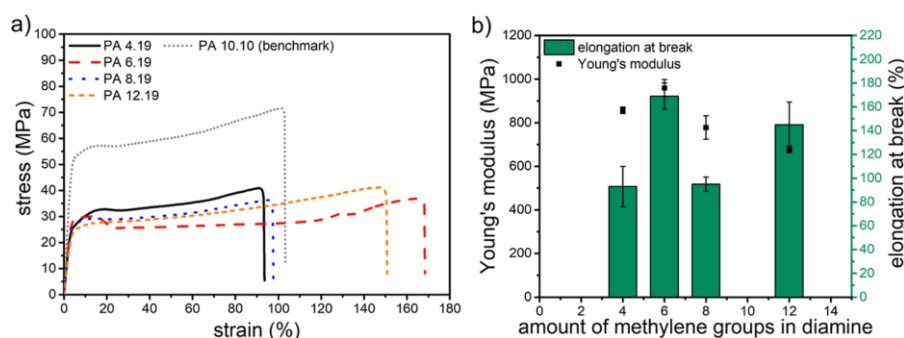 a)
PA 4.19
PA 6.19
PA 8.19
PA 12.19
PA 10.10 (benchmark)
stress (MPa)
100
90
80
70
60
50
40
30
20
10
0
0 20 40 60 80 100 120 140 160 180
strain (%)
b)
elongation at break
Young's modulus
Young's modulus (MPa)
1200
1000
800
600
400
200
0
0 2 4 6 8 10 12 14
amount of methylene groups in diamine
220
200
180
160
140
120
100
80
60
40
20
0
elongation at break (%)